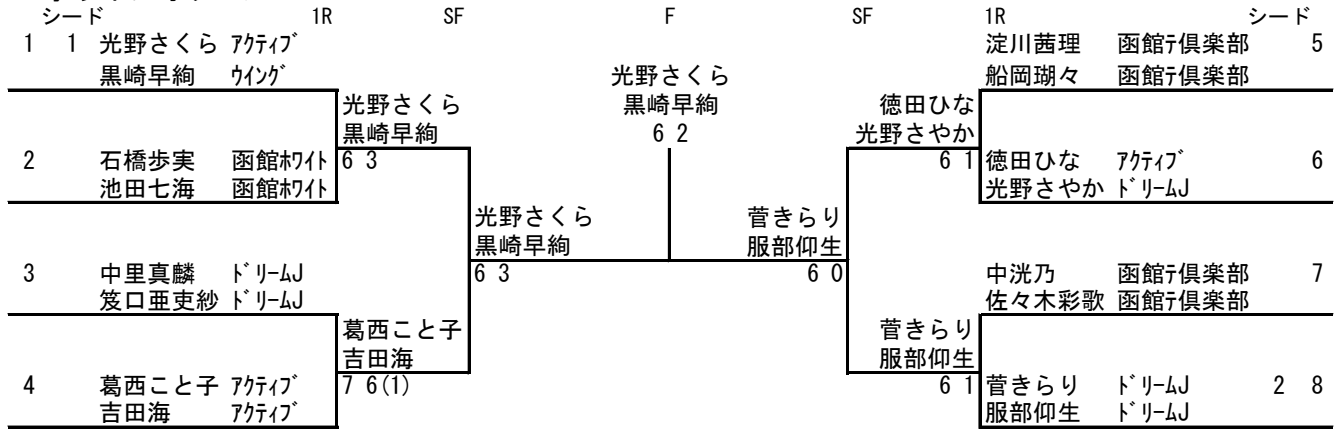 シード 1R SF F SF 1R シード
1 1 光野さくら ｱｸﾃｨﾌﾞ 淀川茜理 函館ﾃ倶楽部 5
黒崎早絢 ｳｲﾝｸﾞ 光野さくら 船岡瑚々 函館ﾃ倶楽部
光野さくら 黒崎早絢 徳田ひな
黒崎早絢 6 2 光野さやか
2 石橋歩実 函館ﾎﾜｲﾄ 6 3 6 1 徳田ひな ｱｸﾃｨﾌﾞ 6
池田七海 函館ﾎﾜｲﾄ 光野さやか ﾄﾞﾘｰﾑJ
光野さくら 菅きらり
黒崎早絢 服部仰生
3 中里真麟 ﾄﾞﾘｰﾑJ 6 3 6 0 中洸乃 函館ﾃ倶楽部 7
笈口亜吏紗 ﾄﾞﾘｰﾑJ 佐々木彩歌 函館ﾃ倶楽部
葛西こと子 菅きらり
吉田海 服部仰生
4 葛西こと子 ｱｸﾃｨﾌﾞ 7 6(1) 6 1 菅きらり ﾄﾞﾘｰﾑJ 2 8
吉田海 ｱｸﾃｨﾌﾞ 服部仰生 ﾄﾞﾘｰﾑJ